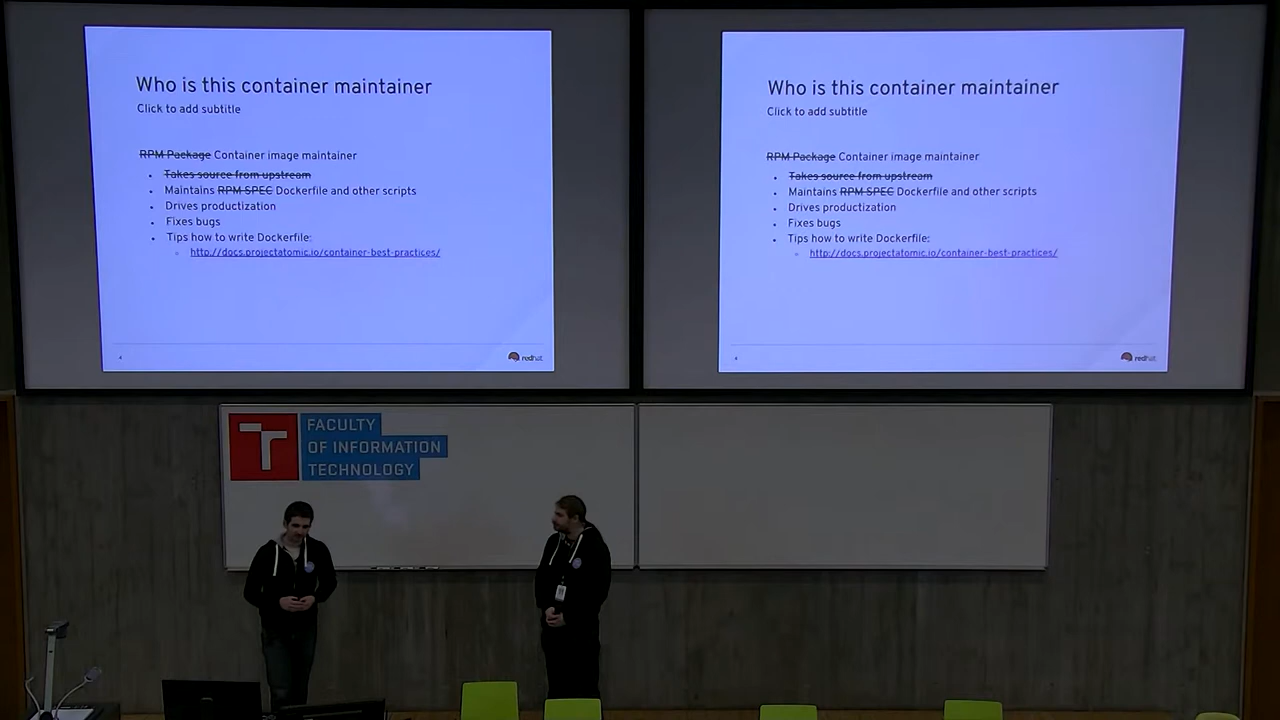 Who is this container maintainer
Click to add subtitle
RPM Package Container image maintainer
Takes source from upstream
Maintains RPM SPEC Dockerfile and other scripts
Drives productization
Fixes bugs
Tips how to write Dockerfile:
http://docs.projectatomic.io/container-best-practices/
4
redhat
Who is this container maintainer
Click to add subtitle
RPM Package Container image maintainer
Takes source from upstream
Maintains RPM SPEC Dockerfile and other scripts
Drives productization
Fixes bugs
Tips how to write Dockerfile:
http://docs.projectatomic.io/container-best-practices/
4
redhat
T
FACULTY
OF INFORMATION
TECHNOLOGY